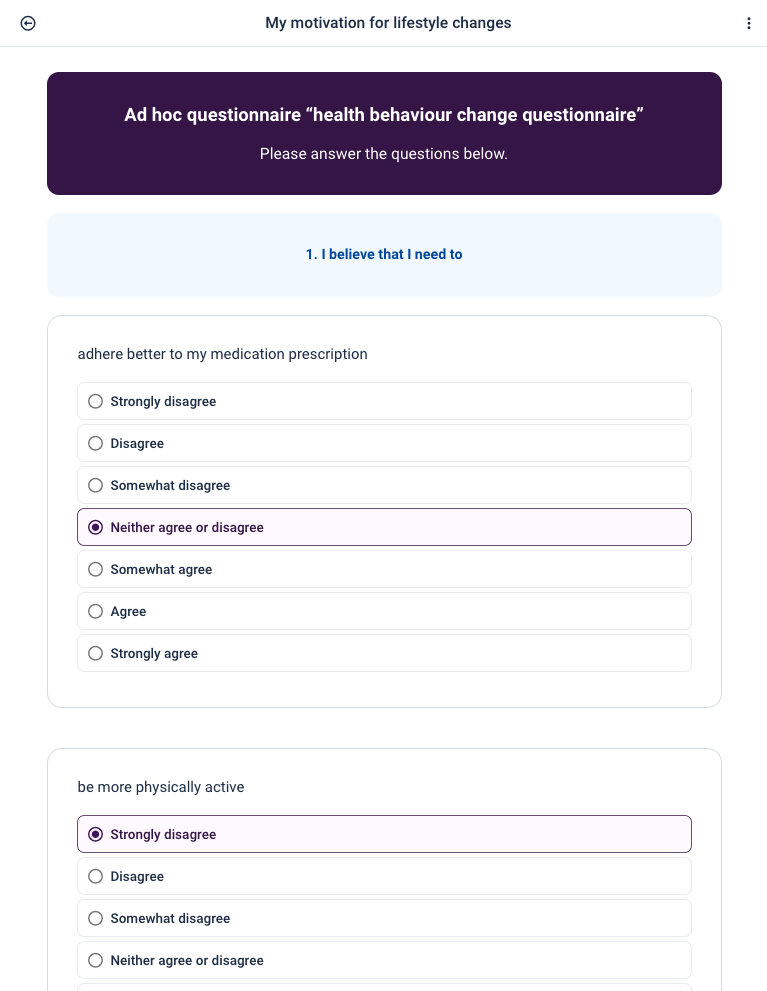 My motivation for lifestyle changes
Ad hoc questionnaire “health behaviour change questionnaire”
Please answer the questions below.
1. I believe that I need to
adhere better to my medication prescription
Strongly disagree
Disagree
Somewhat disagree
Neither agree or disagree
Somewhat agree
Agree
Strongly agree
be more physically active
Strongly disagree
Disagree
Somewhat disagree
Neither agree or disagree